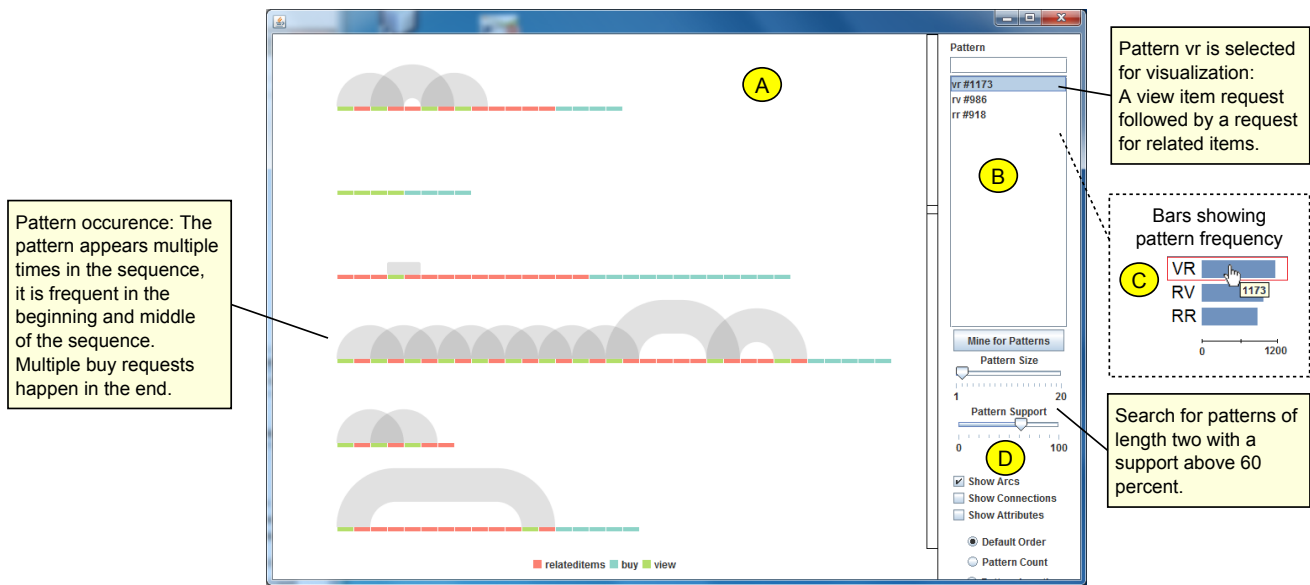 Pattern occurence: The
pattern appears multiple
times in the sequence,
it is frequent in the
beginning and middle
of the sequence.
Multiple buy requests
happen in the end.
A
relateditems buy view
Pattern
vr #1173
rv #986
rr #918
B
Mine for Patterns
Pattern Size
1 20
Pattern Support
0 100
D
Show Arcs
Show Connections
Show Attributes
Default Order
Pattern Count
Pattern vr is selected
for visualization:
A view item request
followed by a request
for related items.
Bars showing
pattern frequency
C
VR
1173
RV
RR
0 1200
Search for patterns of
length two with a
support above 60
percent.